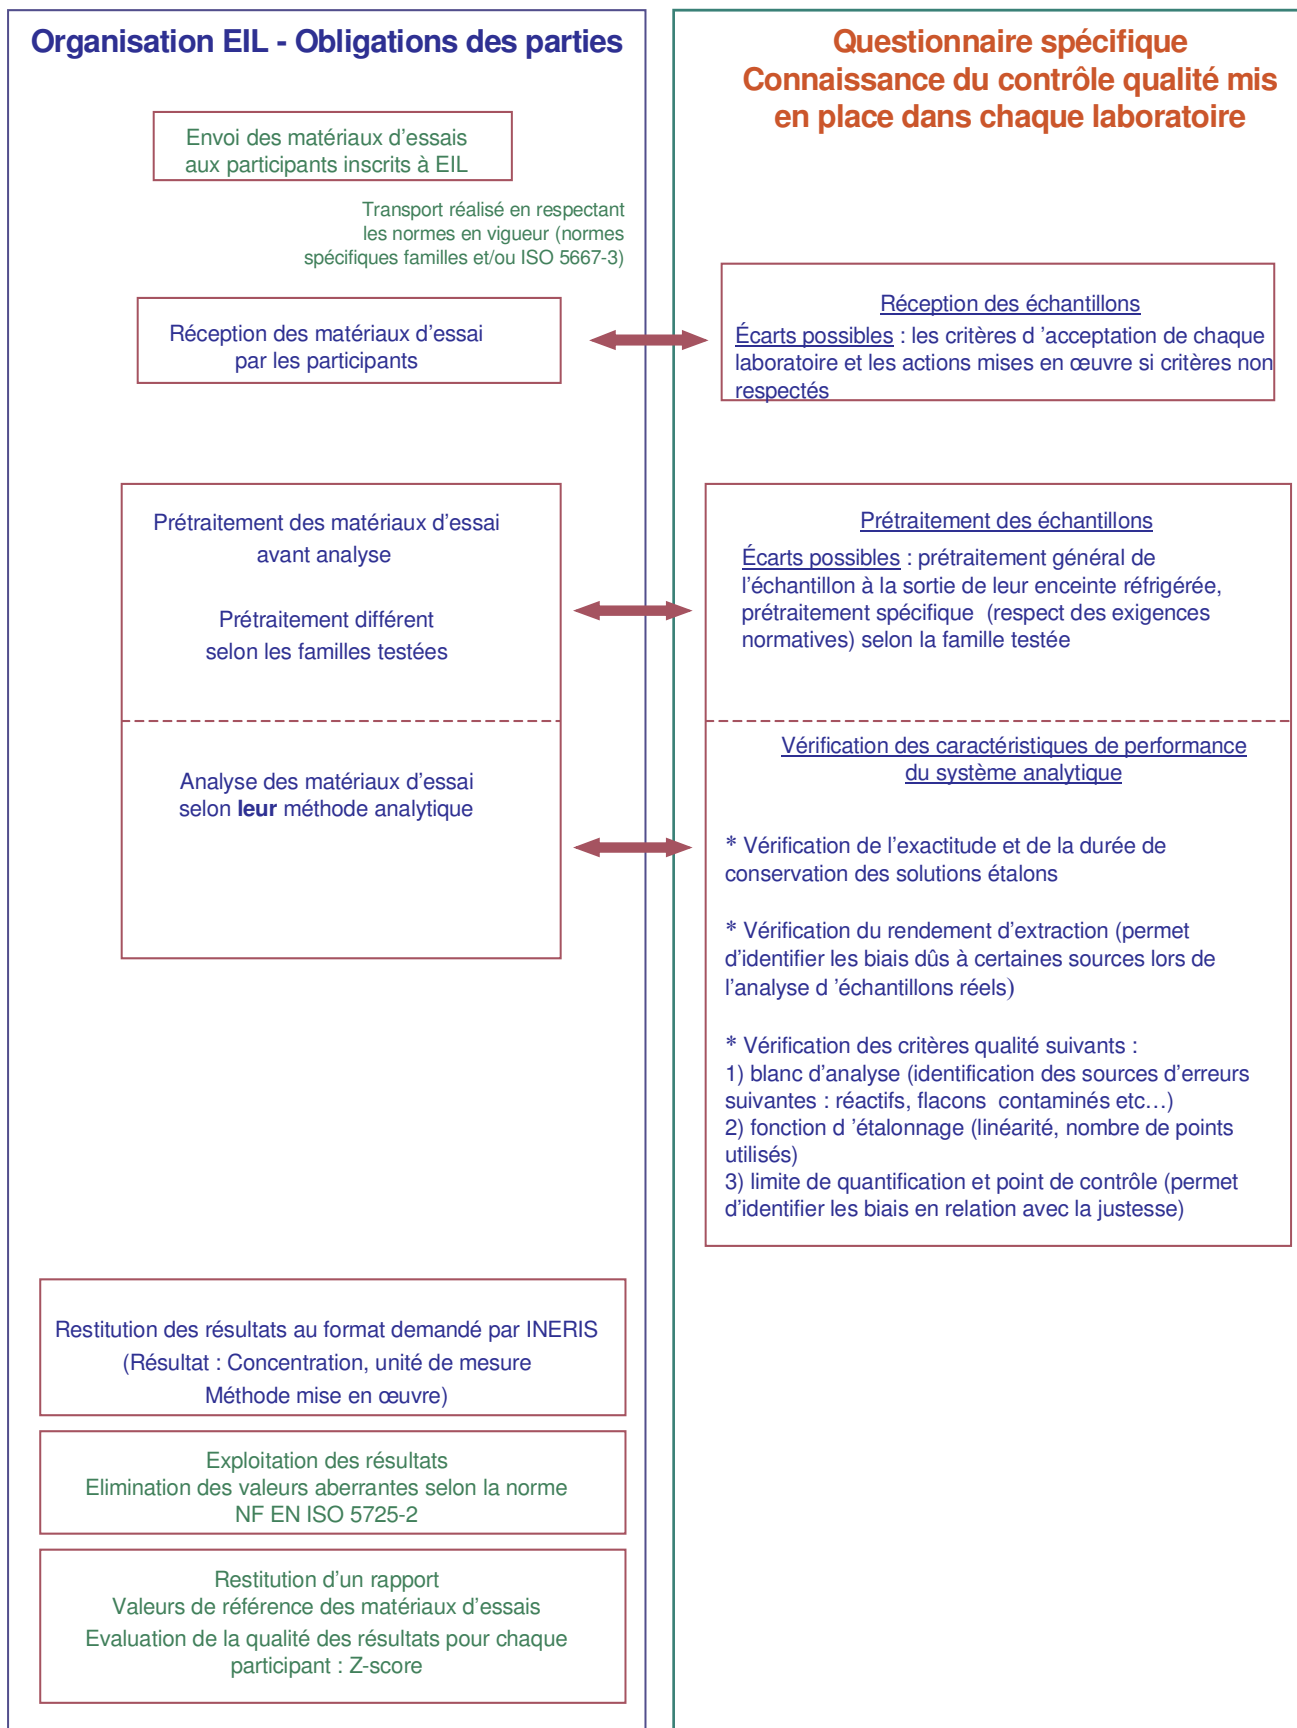 Organisation EIL - Obligations des parties
Envoi des matériaux d'essais
aux participants inscrits à EIL
Transport réalisé en respectant
les normes en vigueur (normes
spécifiques familles et/ou ISO 5667-3)
Réception des matériaux d'essai
par les participants
Prétraitement des matériaux d'essai
avant analyse
Prétraitement différent
selon les familles testées
Analyse des matériaux d'essai
selon leur méthode analytique
Restitution des résultats au format demandé par INERIS
(Résultat : Concentration, unité de mesure
Méthode mise en œuvre)
Exploitation des résultats
Elimination des valeurs aberrantes selon la norme
NF EN ISO 5725-2
Restitution d'un rapport
Valeurs de référence des matériaux d'essais
Evaluation de la qualité des résultats pour chaque
participant : Z-score
Questionnaire spécifique
Connaissance du contrôle qualité mis
en place dans chaque laboratoire
Réception des échantillons
Écarts possibles : les critères d 'acceptation de chaque
laboratoire et les actions mises en œuvre si critères non
respectés
Prétraitement des échantillons
Écarts possibles : prétraitement général de
l'échantillon à la sortie de leur enceinte réfrigérée,
prétraitement spécifique (respect des exigences
normatives) selon la famille testée
Vérification des caractéristiques de performance
du système analytique
* Vérification de l'exactitude et de la durée de
conservation des solutions étalons
* Vérification du rendement d'extraction (permet
d'identifier les biais dûs à certaines sources lors de
l'analyse d 'échantillons réels)
* Vérification des critères qualité suivants :
1) blanc d'analyse (identification des sources d'erreurs
suivantes : réactifs, flacons contaminés etc…)
2) fonction d 'étalonnage (linéarité, nombre de points
utilisés)
3) limite de quantification et point de contrôle (permet
d'identifier les biais en relation avec la justesse)